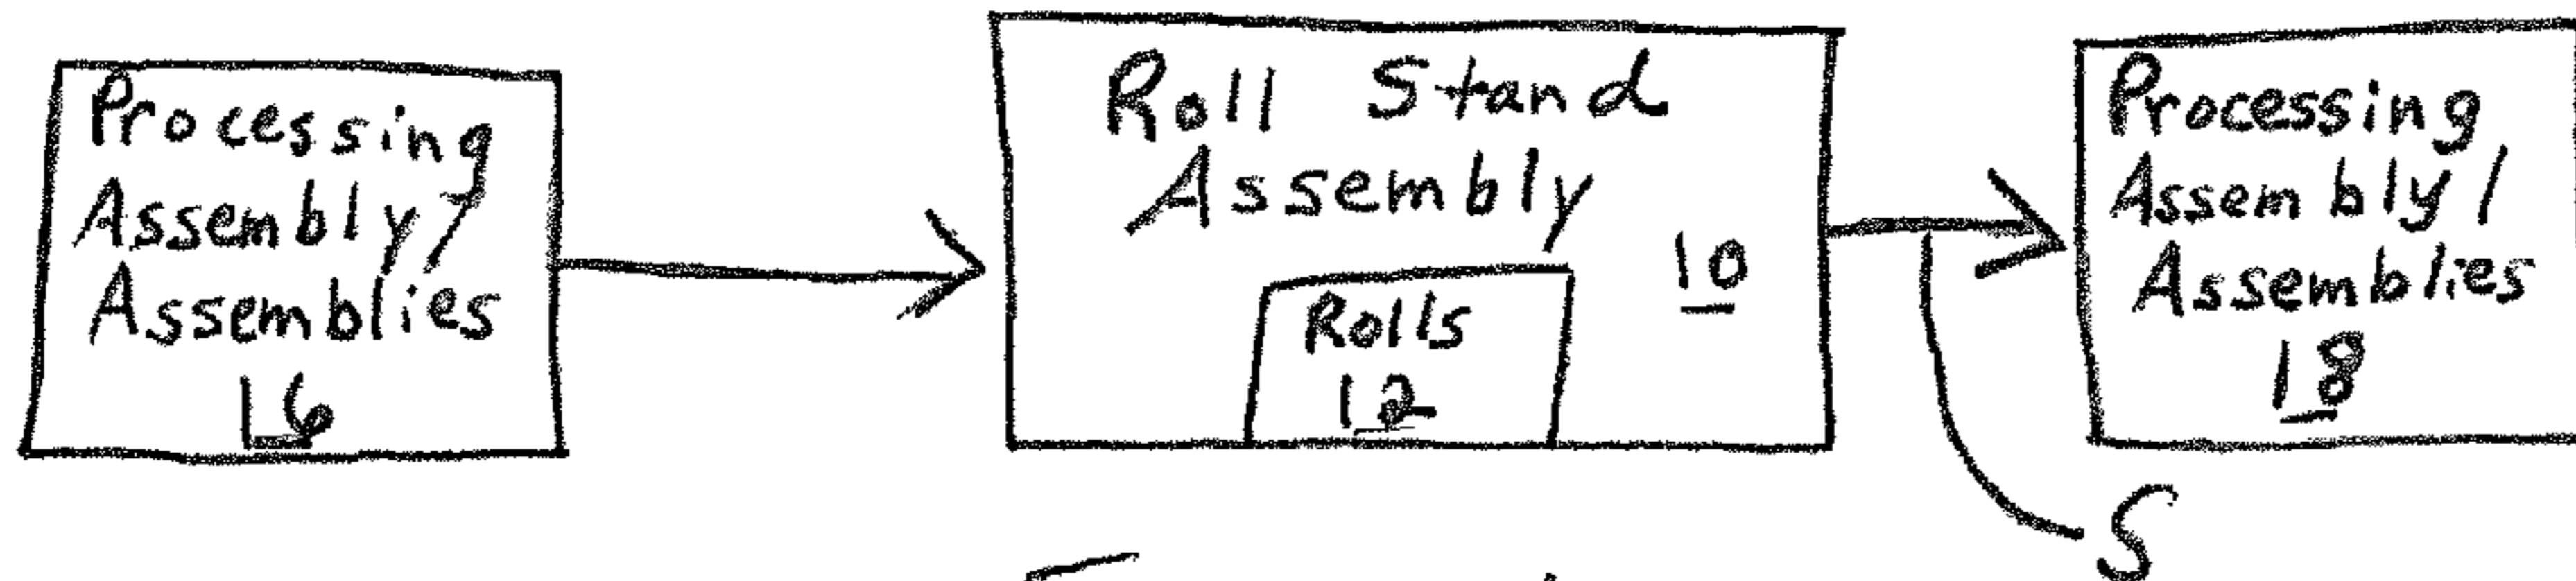 Processing
Assembly/
Assemblies
16
Roll Stand
Assembly
10
Rolls
12
Processing
Assembly/
Assemblies
18
S